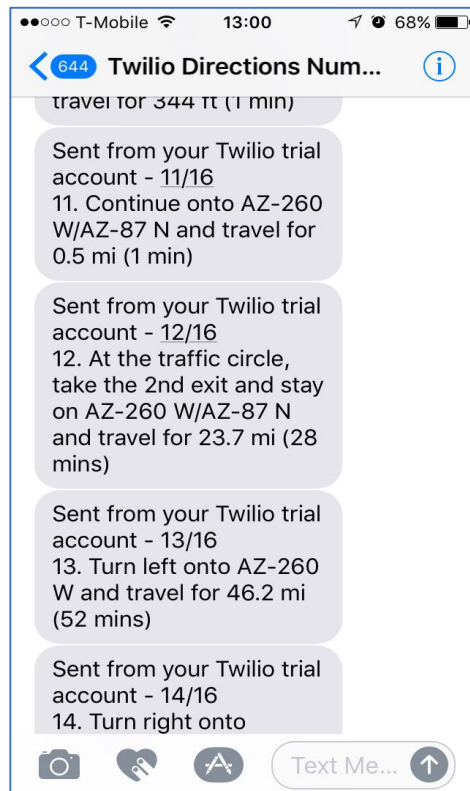 T-Mobile 13:00 68%
644 Twilio Directions Num...
travel for 344 ft (1 min)
Sent from your Twilio trial
account - 11/16
11. Continue onto AZ-260
W/AZ-87 N and travel for
0.5 mi (1 min)
Sent from your Twilio trial
account - 12/16
12. At the traffic circle,
take the 2nd exit and stay
on AZ-260 W/AZ-87 N
and travel for 23.7 mi (28
mins)
Sent from your Twilio trial
account - 13/16
13. Turn left onto AZ-260
W and travel for 46.2 mi
(52 mins)
Sent from your Twilio trial
account - 14/16
14. Turn right onto
Text Me...